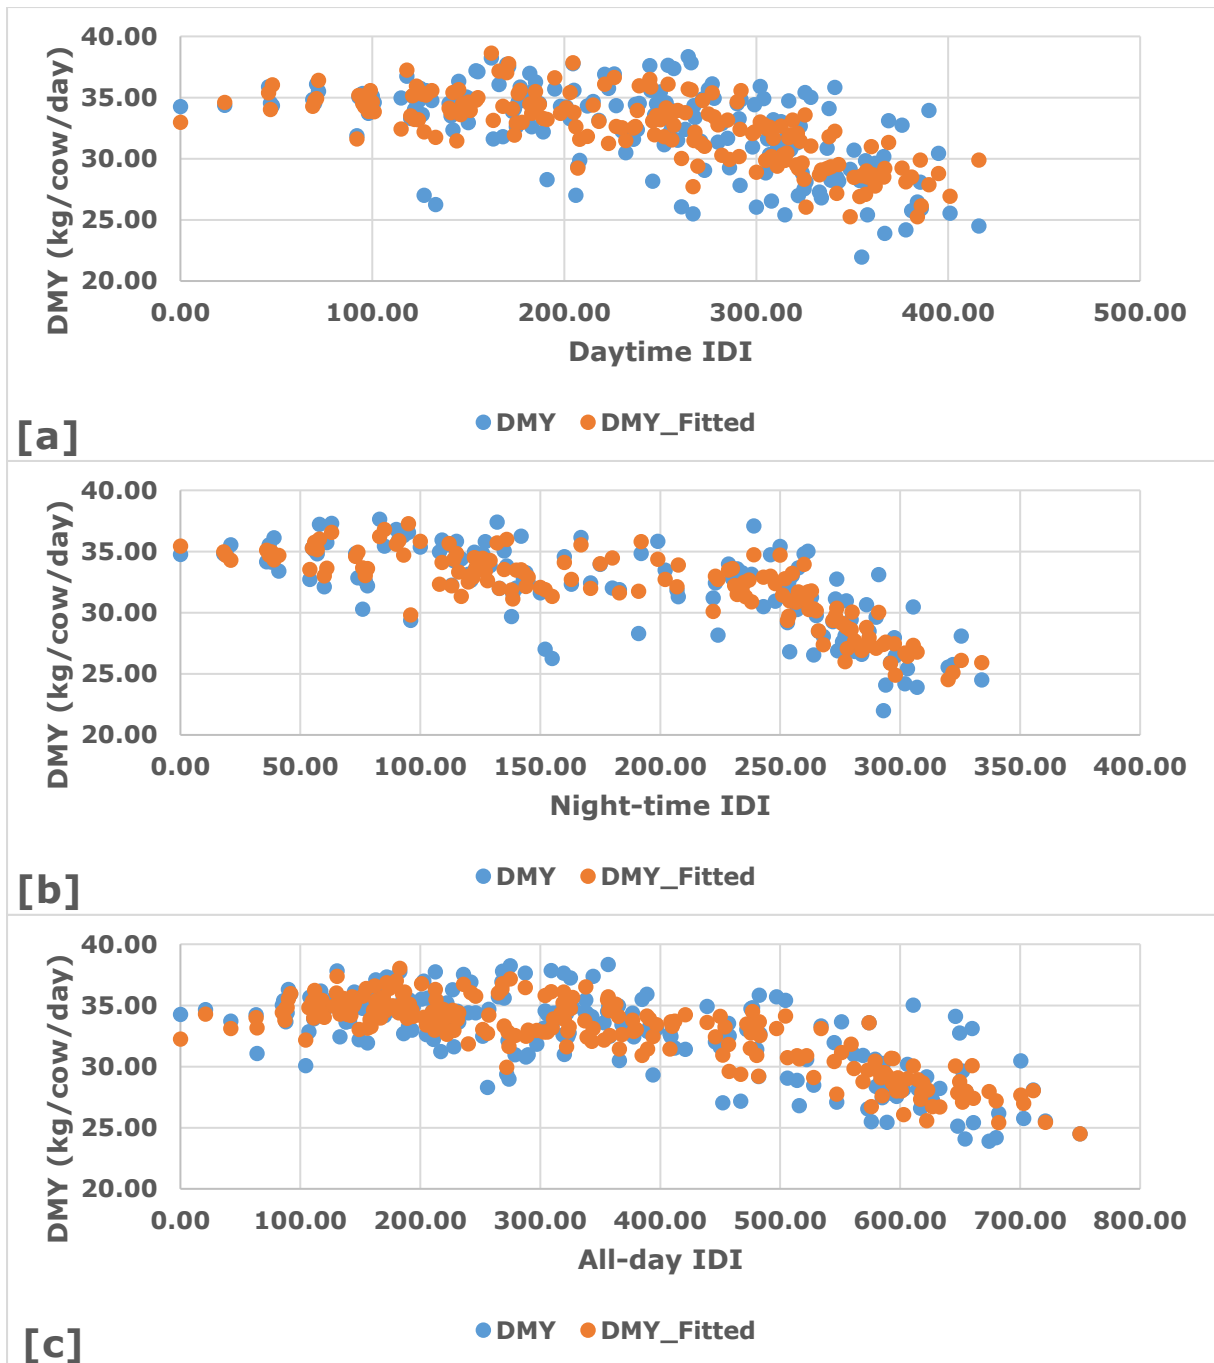 DMY (kg/cow/day)
40.00
35.00
30.00
25.00
20.00
0.00 100.00 200.00 300.00 400.00 500.00
Daytime IDI
DMY DMY_Fitted
[a]
DMY (kg/cow/day)
40.00
35.00
30.00
25.00
20.00
0.00 50.00 100.00 150.00 200.00 250.00 300.00 350.00 400.00
Night-time IDI
DMY DMY_Fitted
[b]
DMY (kg/cow/day)
40.00
35.00
30.00
25.00
20.00
0.00 100.00 200.00 300.00 400.00 500.00 600.00 700.00 800.00
All-day IDI
DMY DMY_Fitted
[c]